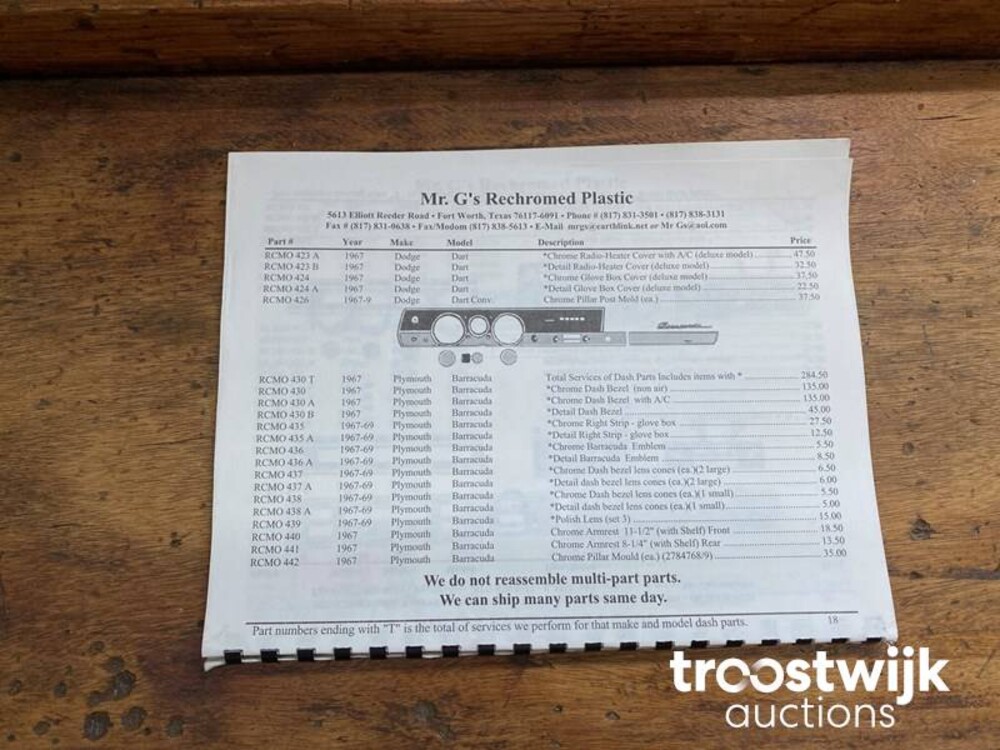 Mr. G's Rechromed Plastic
5613 Elliott Reeder Road • Fort Worth, Texas 76117-6091 • Phone # (817) 831-3501 • (817) 838-3131
Fax # (817) 831-0638 • Fax/Modom (817) 838-5613 • E-Mail mrgs@earthlink.net or Mr Gs@aol.com
Part # Year Make Model Description Price
RCMO 423 A 1967 Dodge Dart *Chrome Radio-Heater Cover with A/C (deluxe model) 47.50
RCMO 423 B 1967 Dodge Dart *Detail Radio-Heater Cover (deluxe model) 32.50
RCMO 424 1967 Dodge Dart *Chrome Glove Box Cover (deluxe model) 37.50
RCMO 424 A 1967 Dodge Dart *Detail Glove Box Cover (deluxe model) 22.50
RCMO 426 1967-9 Dodge Dart Conv. Chrome Pillar Post Mold (ea.) 37.50
RCMO 430 T 1967 Plymouth Barracuda Total Services of Dash Parts Includes items with * 284.50
RCMO 430 1967 Plymouth Barracuda *Chrome Dash Bezel (non air) 135.00
RCMO 430 A 1967 Plymouth Barracuda *Chrome Dash Bezel with A/C 135.00
RCMO 430 B 1967 Plymouth Barracuda *Detail Dash Bezel 45.00
RCMO 435 1967-69 Plymouth Barracuda *Chrome Right Strip - glove box 27.50
RCMO 435 A 1967-69 Plymouth Barracuda *Detail Right Strip - glove box 12.50
RCMO 436 1967-69 Plymouth Barracuda *Chrome Barracuda Emblem 5.50
RCMO 436 A 1967-69 Plymouth Barracuda *Detail Barracuda Emblem 8.50
RCMO 437 1967-69 Plymouth Barracuda *Chrome Dash bezel lens cones (ea.)(2 large) 6.50
RCMO 437 A 1967-69 Plymouth Barracuda *Detail dash bezel lens cones (ea.)(2 large) 6.00
RCMO 438 1967-69 Plymouth Barracuda *Chrome Dash bezel lens cones (ea.)(1 small) 5.50
RCMO 438 A 1967-69 Plymouth Barracuda *Detail dash bezel lens cones (ea.)(1 small) 5.00
RCMO 439 1967-69 Plymouth Barracuda *Polish Lens (set 3) 15.00
RCMO 440 1967 Plymouth Barracuda Chrome Armrest 11-1/2" (with Shelf) Front 18.50
RCMO 441 1967 Plymouth Barracuda Chrome Armrest 8-1/4" (with Shelf) Rear 13.50
RCMO 442 1967 Plymouth Barracuda Chrome Pillar Mould (ea.) (2784768/9) 35.00
We do not reassemble multi-part parts.
We can ship many parts same day.
Part numbers ending with "T" is the total of services we perform for that make and model dash parts. 18
troostwijk
auctions